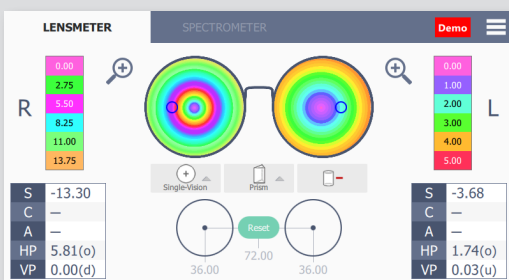 LENSMETER
SPECTROMETER
Demo
0.00
2.75
5.50
8.25
11.00
13.75
R
0.00
1.00
2.00
3.00
4.00
5.00
L
Single-Vision
Prism
S -13.30
C —
A —
HP 5.81(o)
VP 0.00(d)
Reset
72.00
36.00
36.00
S -3.68
C —
A —
HP 1.74(o)
VP 0.03(u)